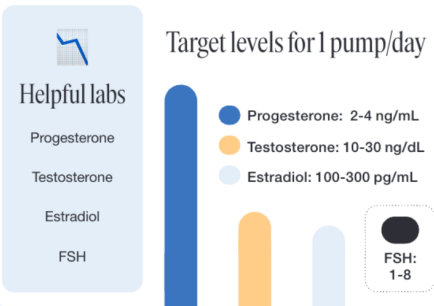 Target levels for 1 pump/day
Helpful labs
Progesterone
Testosterone
Estradiol
FSH
Progesterone: 2-4 ng/mL
Testosterone: 10-30 ng/dL
Estradiol: 100-300 pg/mL
FSH:
1-8